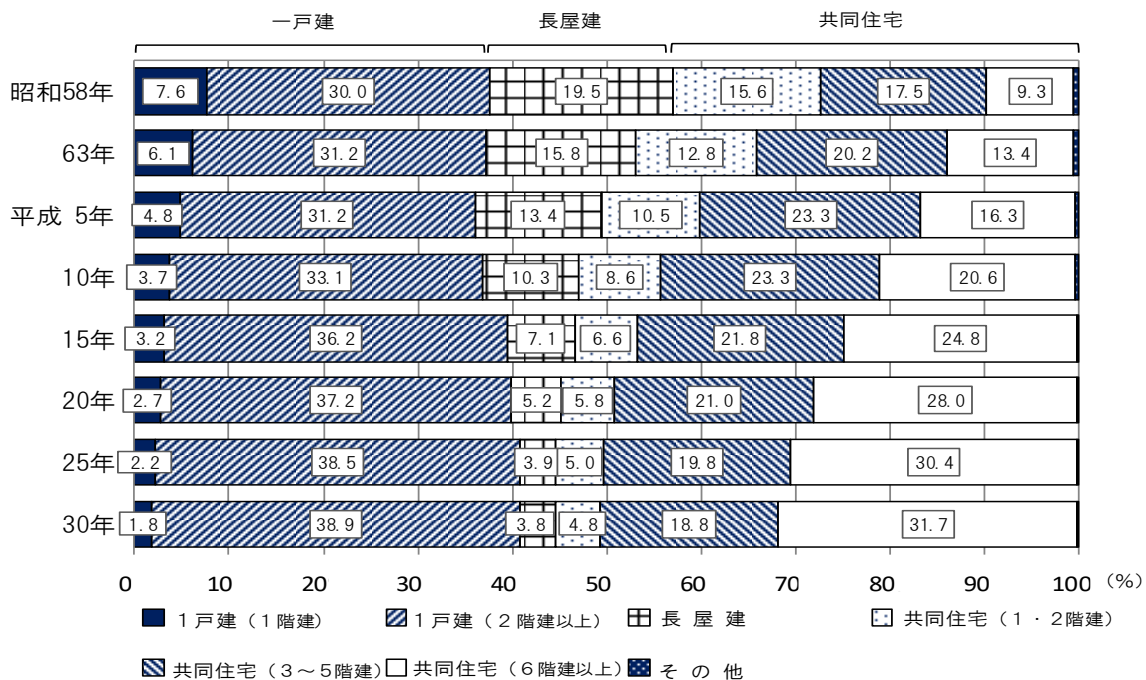 一戸建 長屋建 共同住宅
昭和58年 7.6 30.0 19.5 15.6 17.5 9.3
63年 6.1 31.2 15.8 12.8 20.2 13.4
平成 5年 4.8 31.2 13.4 10.5 23.3 16.3
10年 3.7 33.1 10.3 8.6 23.3 20.6
15年 3.2 36.2 7.1 6.6 21.8 24.8
20年 2.7 37.2 5.2 5.8 21.0 28.0
25年 2.2 38.5 3.9 5.0 19.8 30.4
30年 1.8 38.9 3.8 4.8 18.8 31.7
0 10 20 30 40 50 60 70 80 90 100 (%)
1戸建（1階建） 1戸建（2階建以上） 長屋建 共同住宅（1・2階建）
共同住宅（3～5階建） 共同住宅（6階建以上） その他